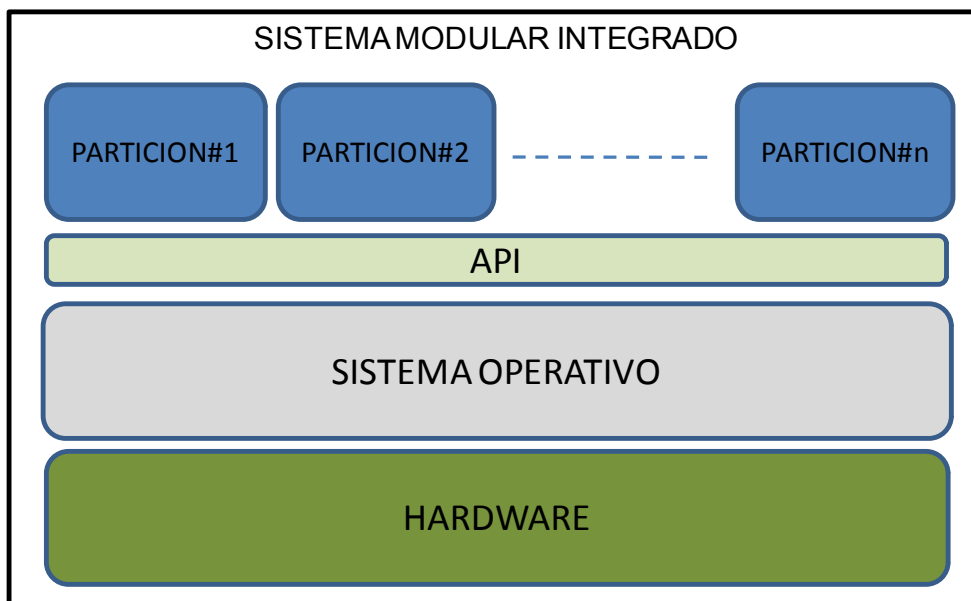 SISTEMA MODULAR INTEGRADO
PARTICION#1 PARTICION#2 PARTICION#n
API
SISTEMA OPERATIVO
HARDWARE